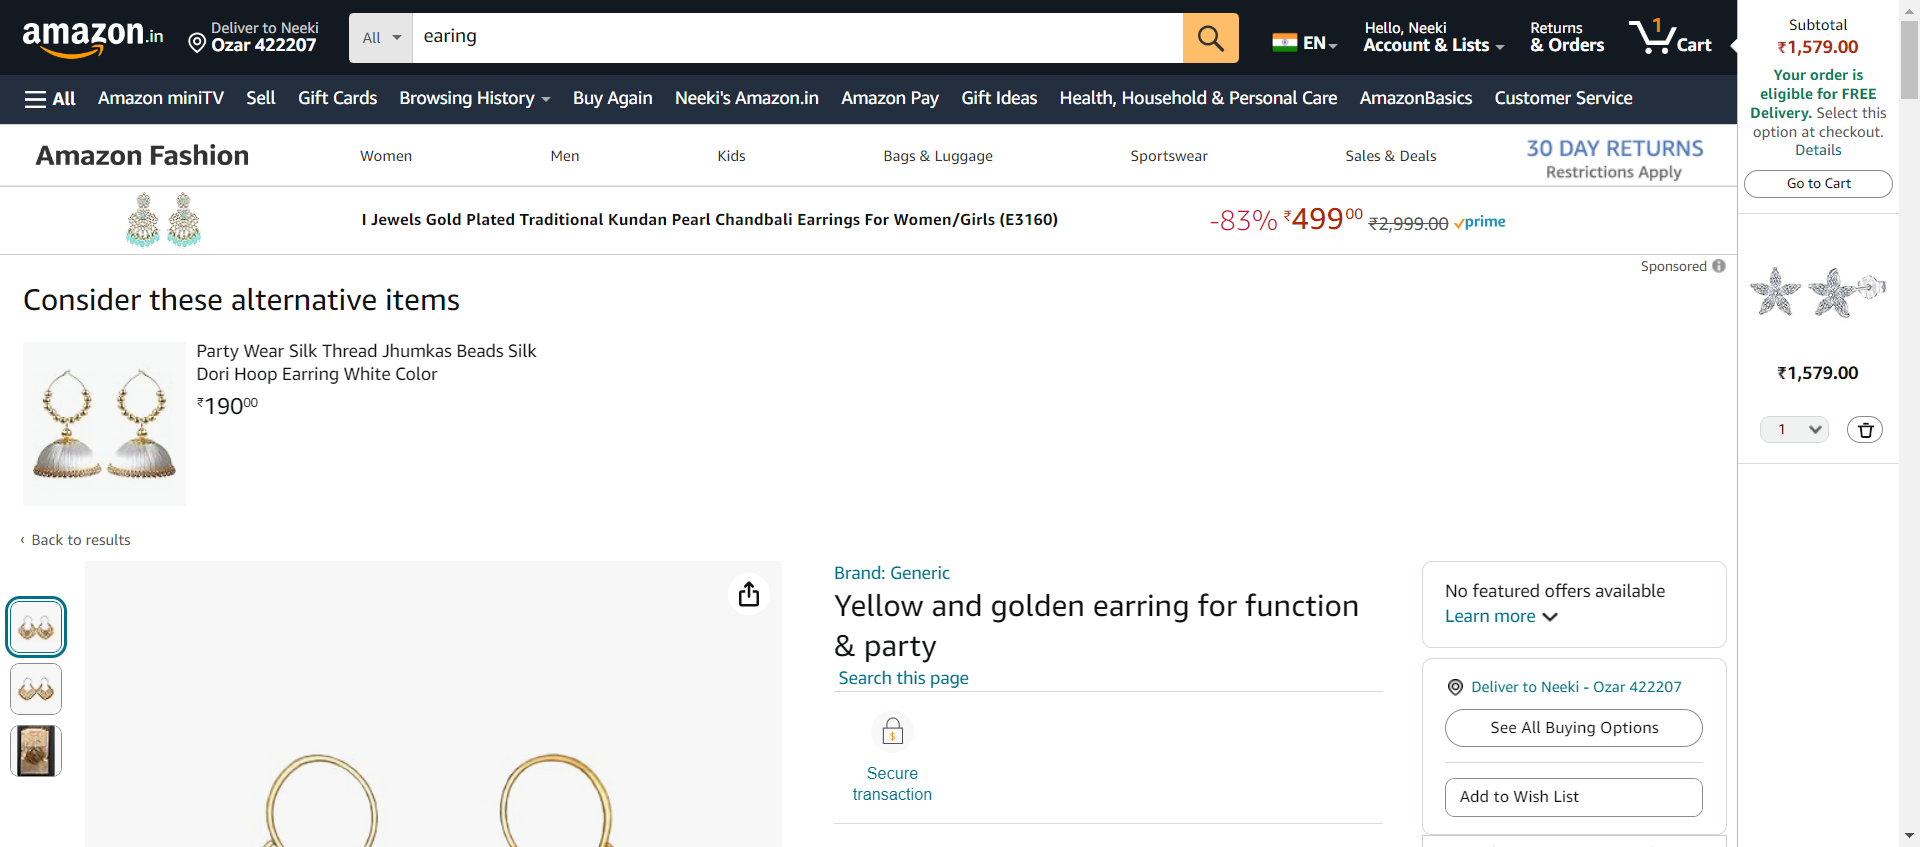 amazon.in
Deliver to Neeki
Ozar 422207
All
earing
EN
Hello, Neeki
Account & Lists
Returns
& Orders
1
Cart
All
Amazon miniTV
Sell
Gift Cards
Browsing History
Buy Again
Neeki's Amazon.in
Amazon Pay
Gift Ideas
Health, Household & Personal Care
AmazonBasics
Customer Service
Amazon Fashion
Women
Men
Kids
Bags & Luggage
Sportswear
Sales & Deals
30 DAY RETURNS
Restrictions Apply
I Jewels Gold Plated Traditional Kundan Pearl Chandbali Earrings For Women/Girls (E3160)
-83% ₹49900 ₹2,999.00 prime
Sponsored
Consider these alternative items
Party Wear Silk Thread Jhumkas Beads Silk
Dori Hoop Earring White Color
₹19000
‹ Back to results
Brand: Generic
Yellow and golden earring for function
& party
Search this page
$
Secure
transaction
No featured offers available
Learn more
Deliver to Neeki - Ozar 422207
See All Buying Options
Add to Wish List
Subtotal
₹1,579.00
Your order is
eligible for FREE
Delivery. Select this
option at checkout.
Details
Go to Cart
₹1,579.00
1